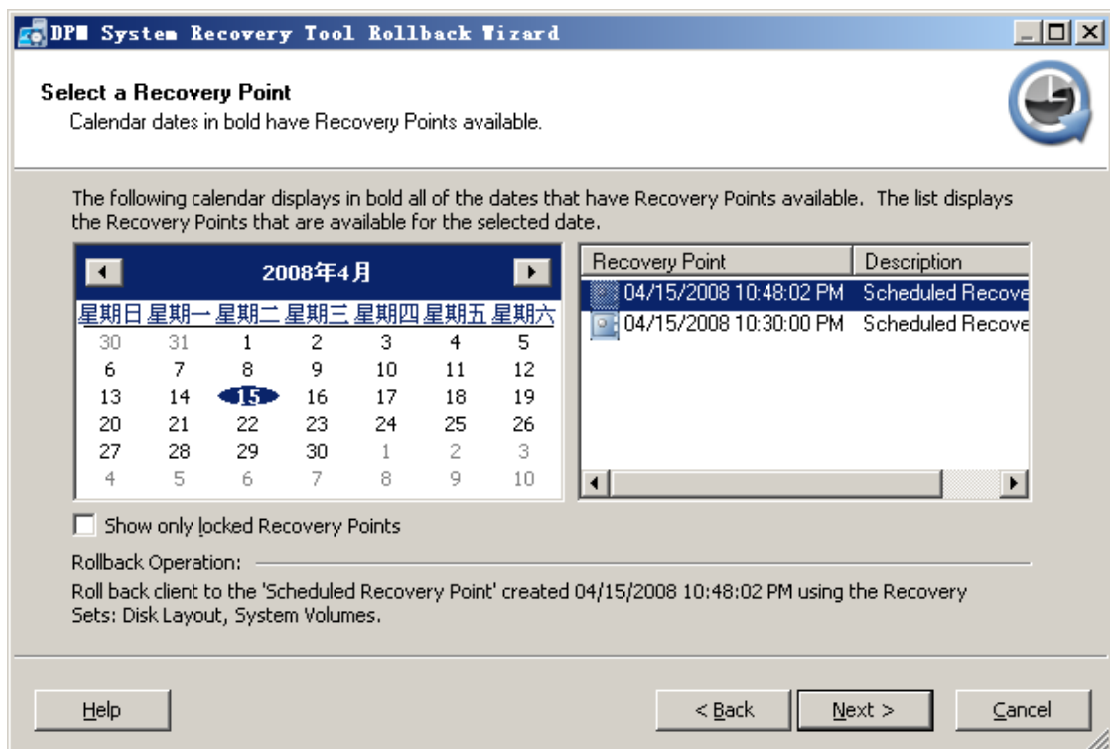 DPM System Recovery Tool Rollback Wizard
Select a Recovery Point
Calendar dates in bold have Recovery Points available.
The following calendar displays in bold all of the dates that have Recovery Points available. The list displays
the Recovery Points that are available for the selected date.
2008年4月
星期日 星期一 星期二 星期三 星期四 星期五 星期六
30 31 1 2 3 4 5
6 7 8 9 10 11 12
13 14 15 16 17 18 19
20 21 22 23 24 25 26
27 28 29 30 1 2 3
4 5 6 7 8 9 10
Recovery Point Description
04/15/2008 10:48:02 PM Scheduled Recove
04/15/2008 10:30:00 PM Scheduled Recove
Show only locked Recovery Points
Rollback Operation:
Roll back client to the 'Scheduled Recovery Point' created 04/15/2008 10:48:02 PM using the Recovery
Sets: Disk Layout, System Volumes.
Help < Back Next > Cancel